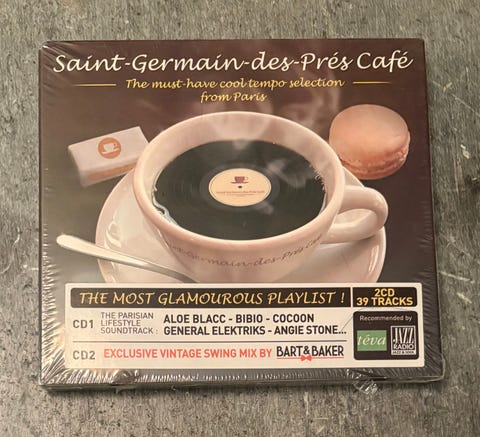 Saint-Germain-des-Prés Café
The must-have cool tempo selection
from Paris
Saint-Germain-des-Prés Café
THE MOST GLAMOUROUS PLAYLIST !
2CD
39 TRACKS
CD1
THE PARISIAN
LIFESTYLE
SOUNDTRACK :
ALOE BLACC - BIBIO - COCOON
GENERAL ELEKTRIKS - ANGIE STONE...
Recommended by
téva
JAZZ
RADIO
JAZZ & SOUL
CD2
EXCLUSIVE VINTAGE SWING MIX BY
BART&BAKER